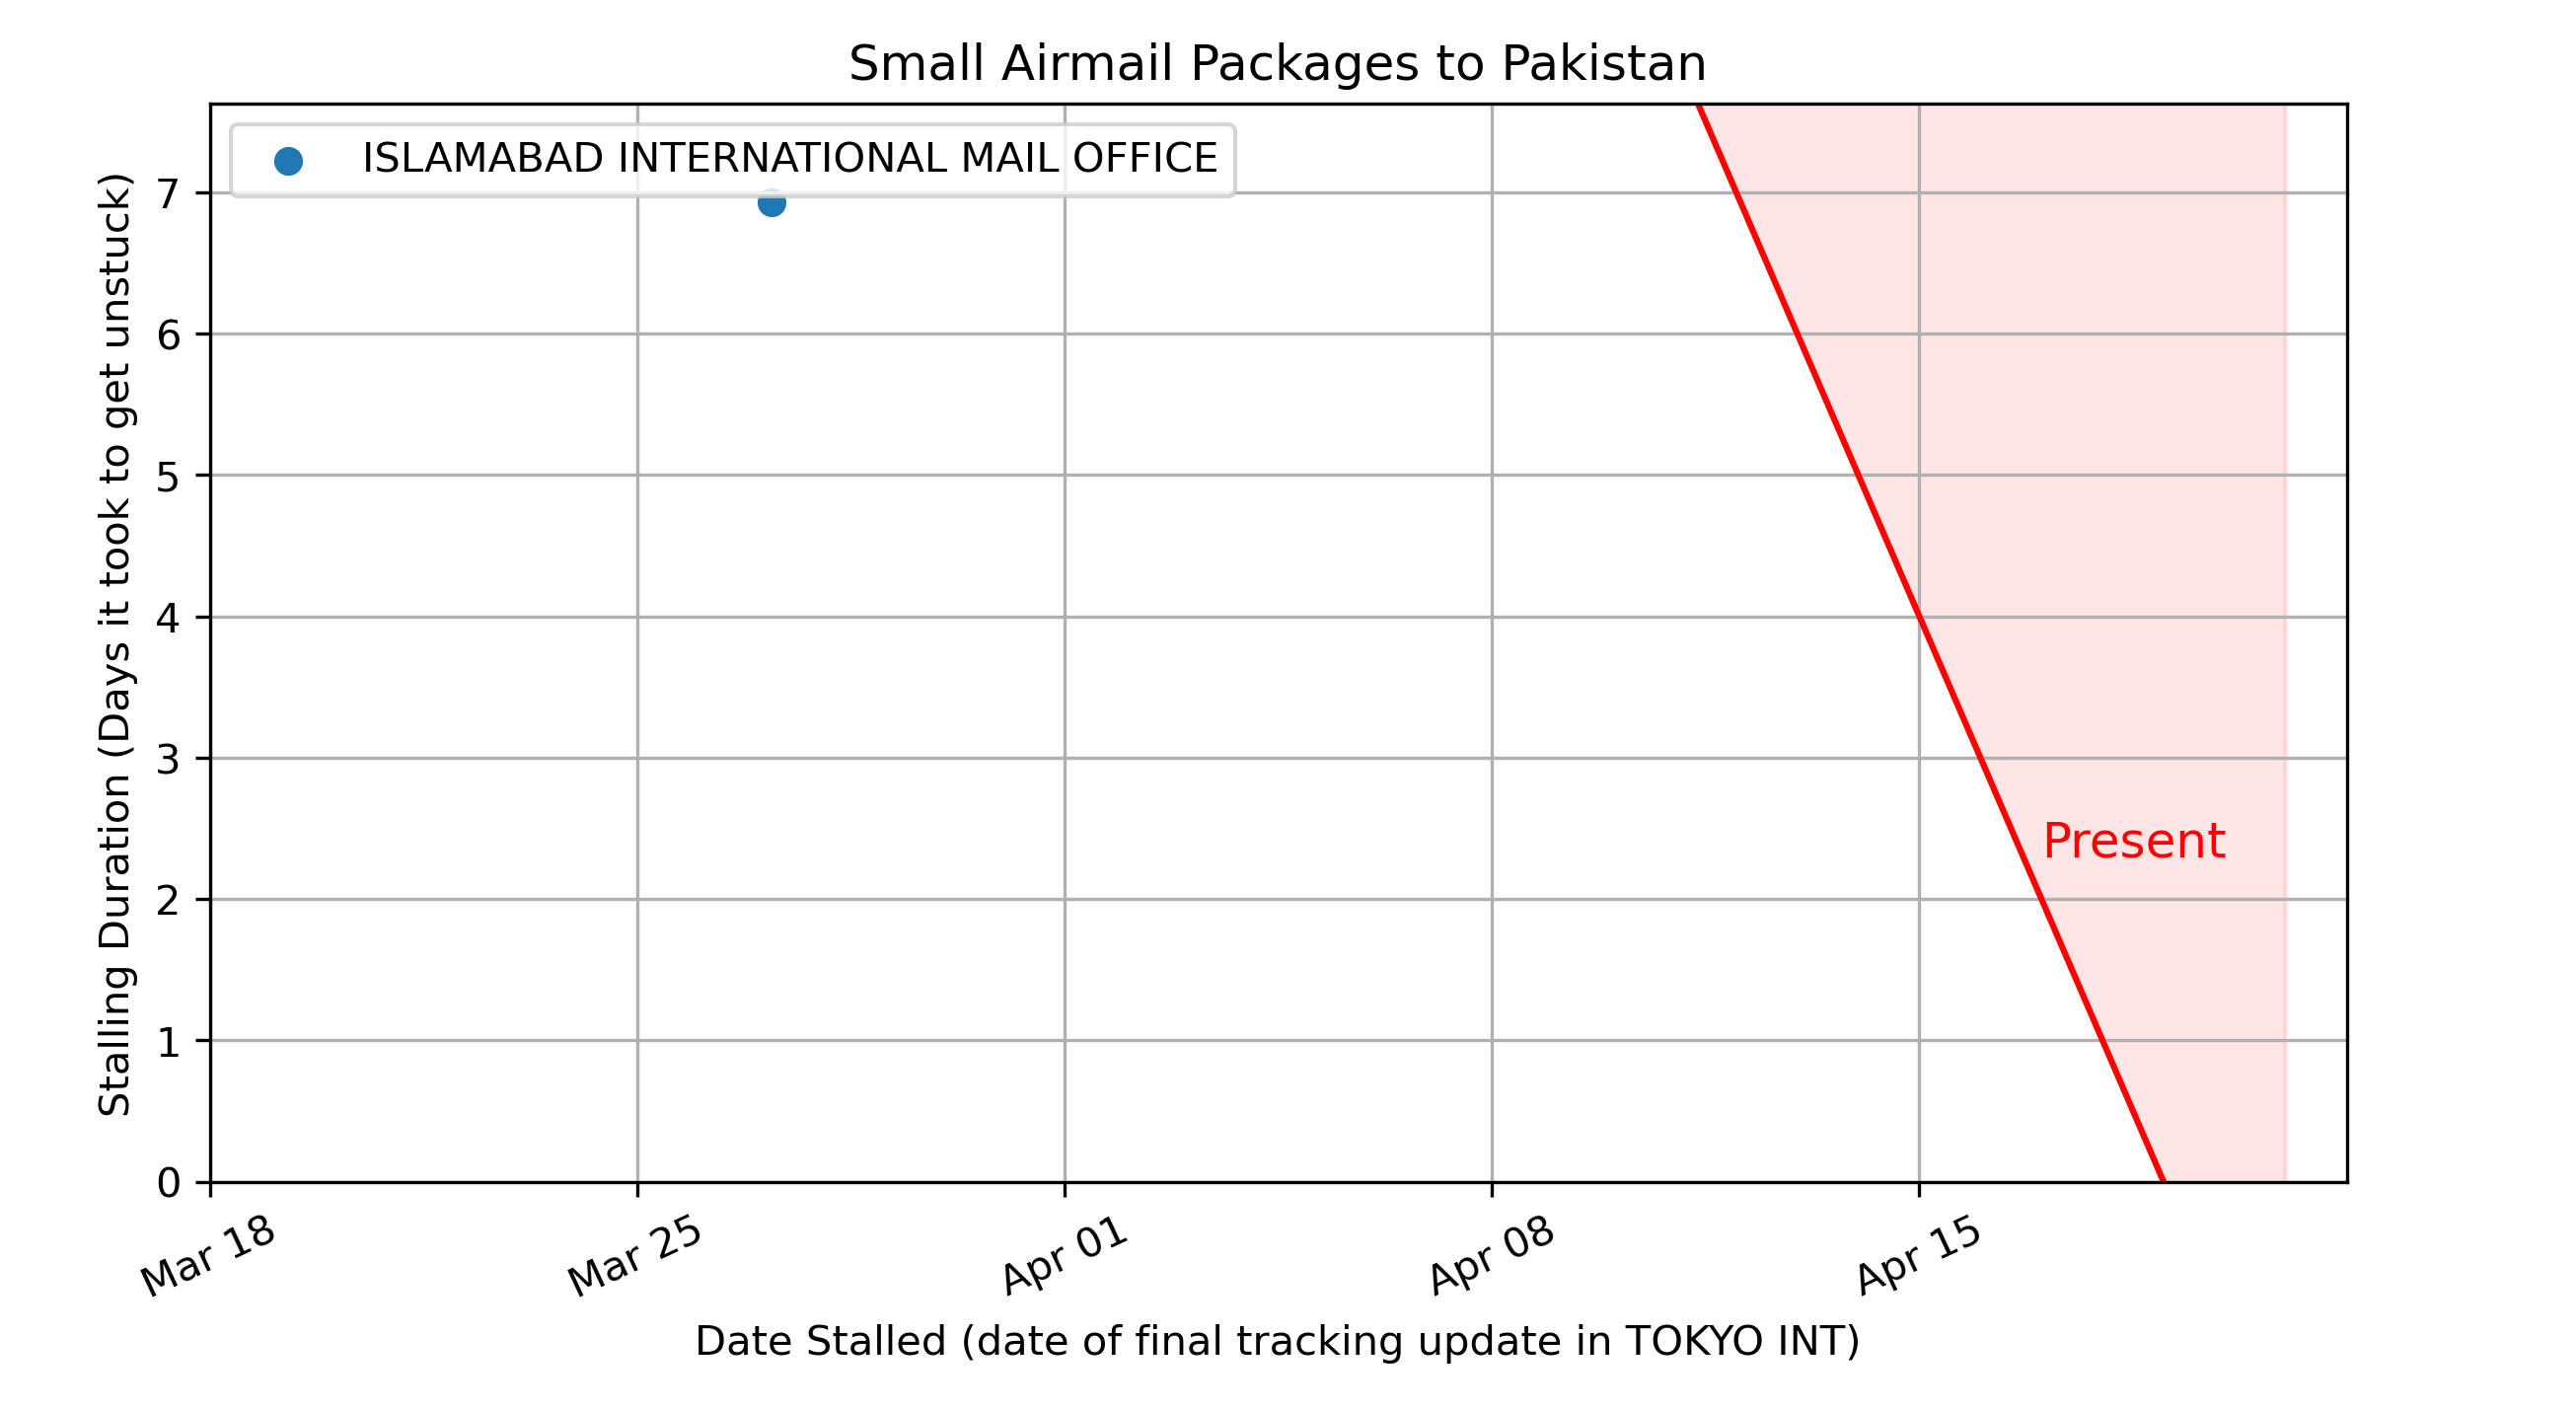 Small Airmail Packages to Pakistan
ISLAMABAD INTERNATIONAL MAIL OFFICE
Stalling Duration (Days it took to get unstuck)
7
6
5
4
3
2
1
0
Present
Mar 18
Mar 25
Apr 01
Apr 08
Apr 15
Date Stalled (date of final tracking update in TOKYO INT)